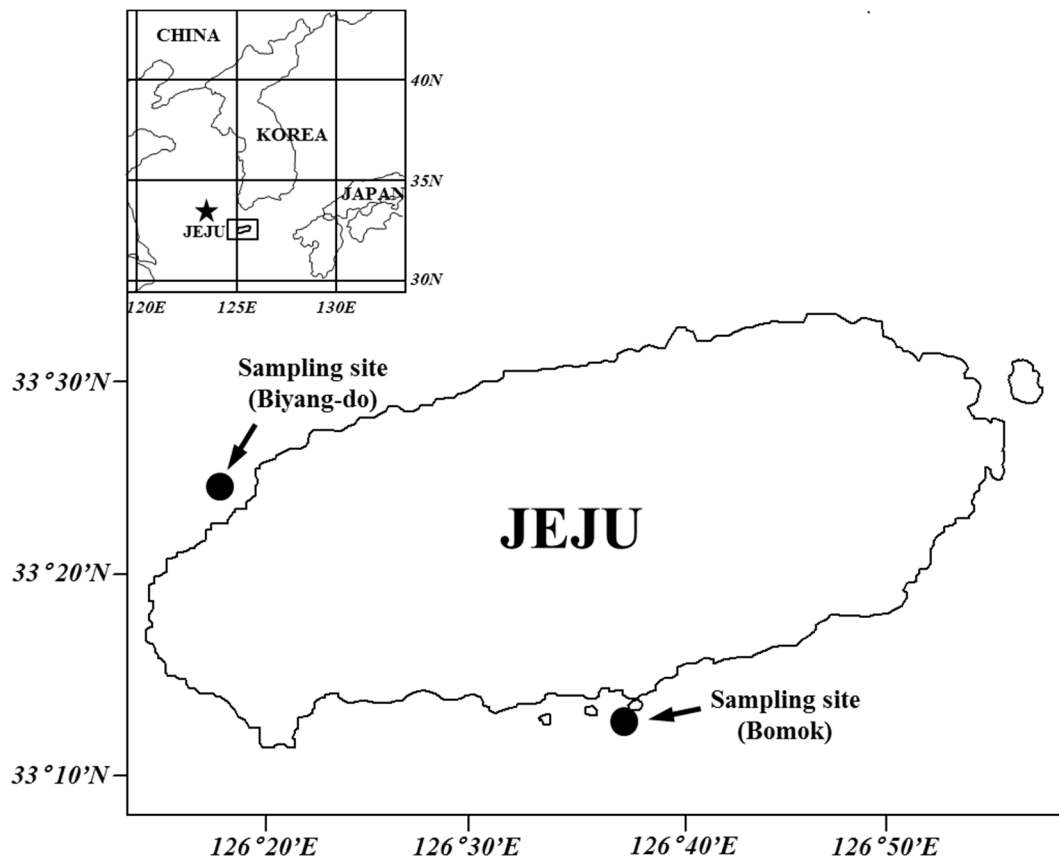 CHINA
40N
KOREA
35N
JAPAN
JEJU
30N
120E
125E
130E
Sampling site
(Biyang-do)
33°30’N
JEJU
33°20’N
Sampling site
(Bomok)
33°10’N
126°20’E
126°30’E
126°40’E
126°50’E